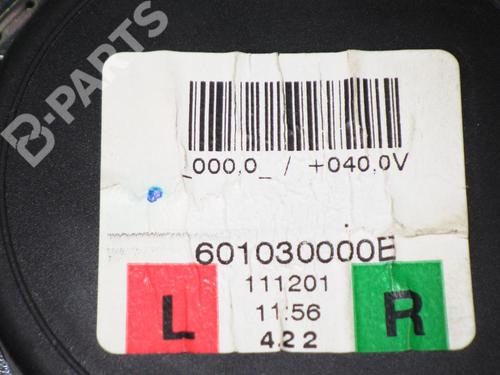 B-PARTS
_000,0_ / +040,0V
601030000E
111201
11:56
422
L
R